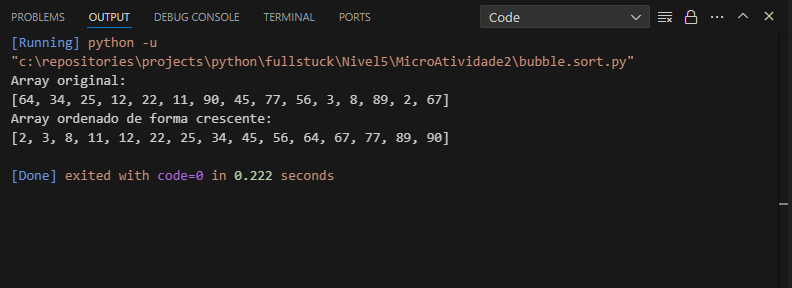 PROBLEMS OUTPUT DEBUG CONSOLE TERMINAL PORTS Code
[Running] python -u
"c:\repositories\projects\python\fullstuck\Nivel5\MicroAtividade2\bubble.sort.py"
Array original:
[64, 34, 25, 12, 22, 11, 90, 45, 77, 56, 3, 8, 89, 2, 67]
Array ordenado de forma crescente:
[2, 3, 8, 11, 12, 22, 25, 34, 45, 56, 64, 67, 77, 89, 90]
[Done] exited with code=0 in 0.222 seconds